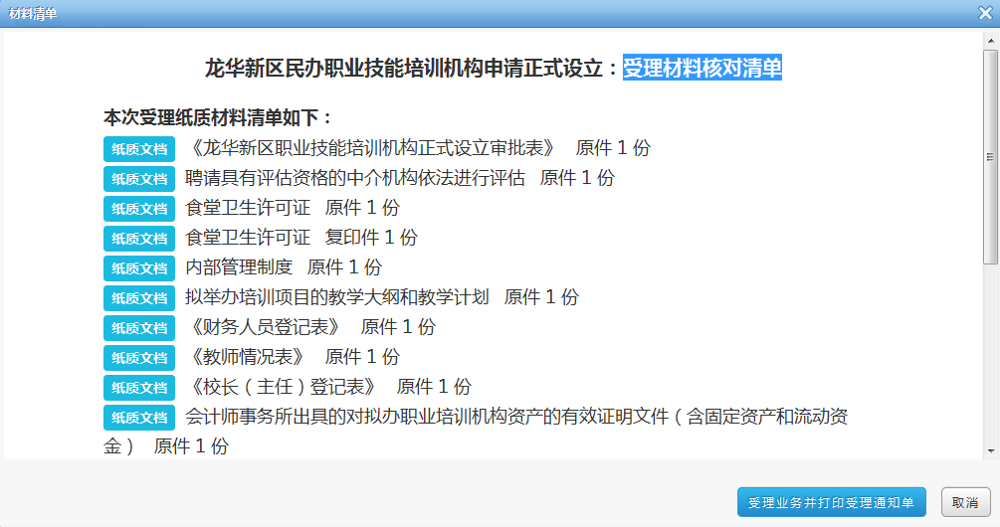 材料清单
龙华新区民办职业技能培训机构申请正式设立：受理材料核对清单
本次受理纸质材料清单如下：
纸质文档 《龙华新区职业技能培训机构正式设立审批表》 原件 1 份
纸质文档 聘请具有评估资格的中介机构依法进行评估 原件 1 份
纸质文档 食堂卫生许可证 原件 1 份
纸质文档 食堂卫生许可证 复印件 1 份
纸质文档 内部管理制度 原件 1 份
纸质文档 拟举办培训项目的教学大纲和教学计划 原件 1 份
纸质文档 《财务人员登记表》 原件 1 份
纸质文档 《教师情况表》 原件 1 份
纸质文档 《校长（主任）登记表》 原件 1 份
纸质文档 会计师事务所出具的对拟办职业培训机构资产的有效证明文件（含固定资产和流动资
金） 原件 1 份
受理业务并打印受理通知单 取消